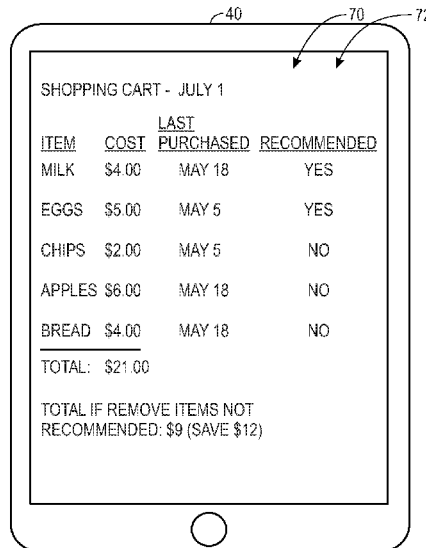 40
70
72
SHOPPING CART - JULY 1
LAST
ITEM COST PURCHASED RECOMMENDED
MILK $4.00 MAY 18 YES
EGGS $5.00 MAY 5 YES
CHIPS $2.00 MAY 5 NO
APPLES $6.00 MAY 18 NO
BREAD $4.00 MAY 18 NO
TOTAL: $21.00
TOTAL IF REMOVE ITEMS NOT
RECOMMENDED: $9 (SAVE $12)